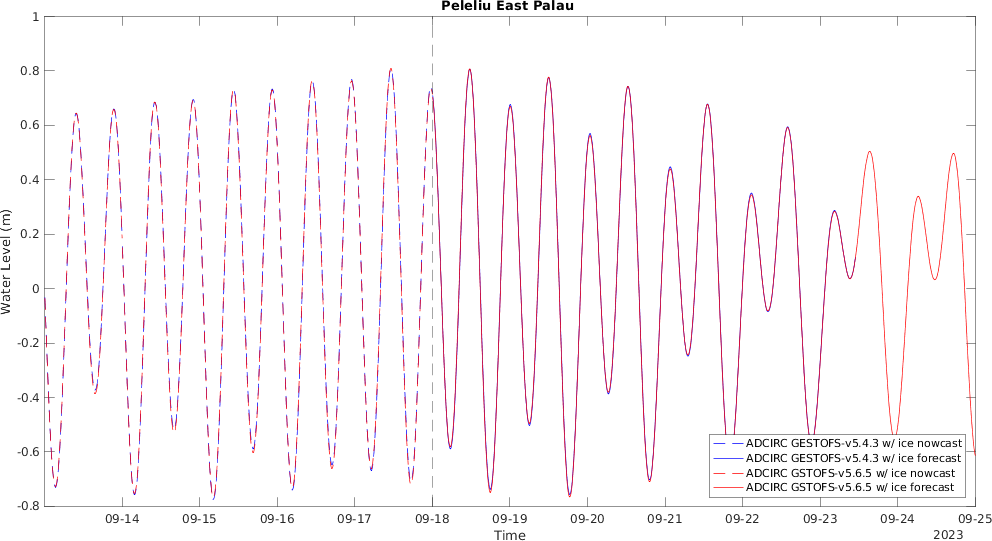 Peleliu East Palau
Water Level (m)
1
0.8
0.6
0.4
0.2
0
-0.2
-0.4
-0.6
-0.8
ADCIRC GESTOFS-v5.4.3 w/ ice nowcast
ADCIRC GESTOFS-v5.4.3 w/ ice forecast
ADCIRC GSTOFS-v5.6.5 w/ ice nowcast
ADCIRC GSTOFS-v5.6.5 w/ ice forecast
09-14 09-15 09-16 09-17 09-18 09-19 09-20 09-21 09-22 09-23 09-24 09-25
Time
2023